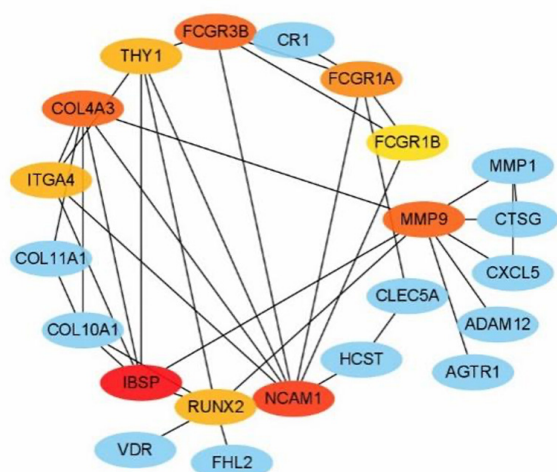 FCGR3B
CR1
THY1
FCGR1A
COL4A3
FCGR1B
MMP1
ITGA4
MMP9
CTSG
COL11A1
CXCL5
CLEC5A
COL10A1
ADAM12
HCST
AGTR1
IBSP
NCAM1
RUNX2
VDR
FHL2